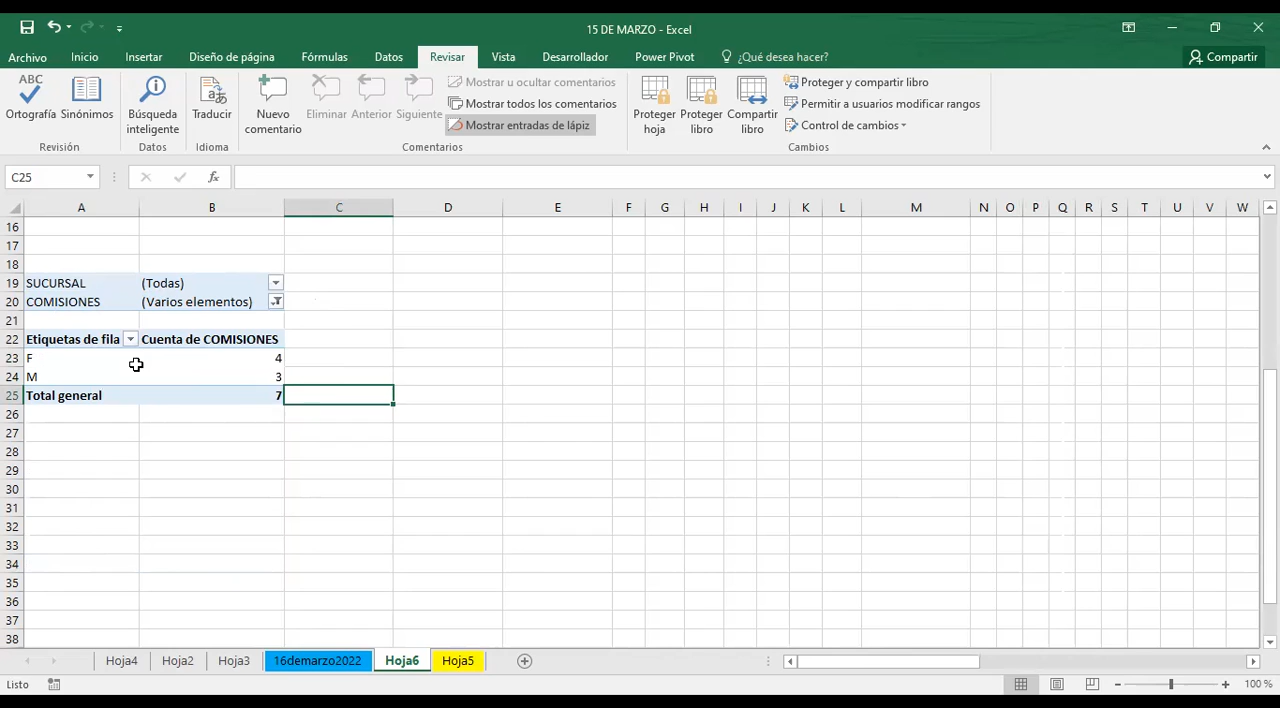 15 DE MARZO - Excel
Archivo Inicio Insertar Diseño de página Fórmulas Datos Revisar Vista Desarrollador Power Pivot ¿Qué desea hacer? Compartir
ABC
Ortografía Sinónimos
Revisión
Búsqueda
inteligente
Datos
Traducir
Idioma
Nuevo
comentario
Eliminar Anterior Siguiente
Mostrar u ocultar comentarios
Mostrar todos los comentarios
Mostrar entradas de lápiz
Comentarios
Proteger
hoja
Proteger
libro
Compartir
libro
Proteger y compartir libro
Permitir a usuarios modificar rangos
Control de cambios
Cambios
C25 fx
A B C D E F G H I J K L M N O P Q R S T U V W
16
17
18
19 SUCURSAL (Todas)
20 COMISIONES (Varios elementos)
21
22 Etiquetas de fila Cuenta de COMISIONES
23 F 4
24 M 3
25 Total general 7
26
27
28
29
30
31
32
33
34
35
36
37
38
Hoja4 Hoja2 Hoja3 16demarzo2022 Hoja6 Hoja5
Listo 100 %